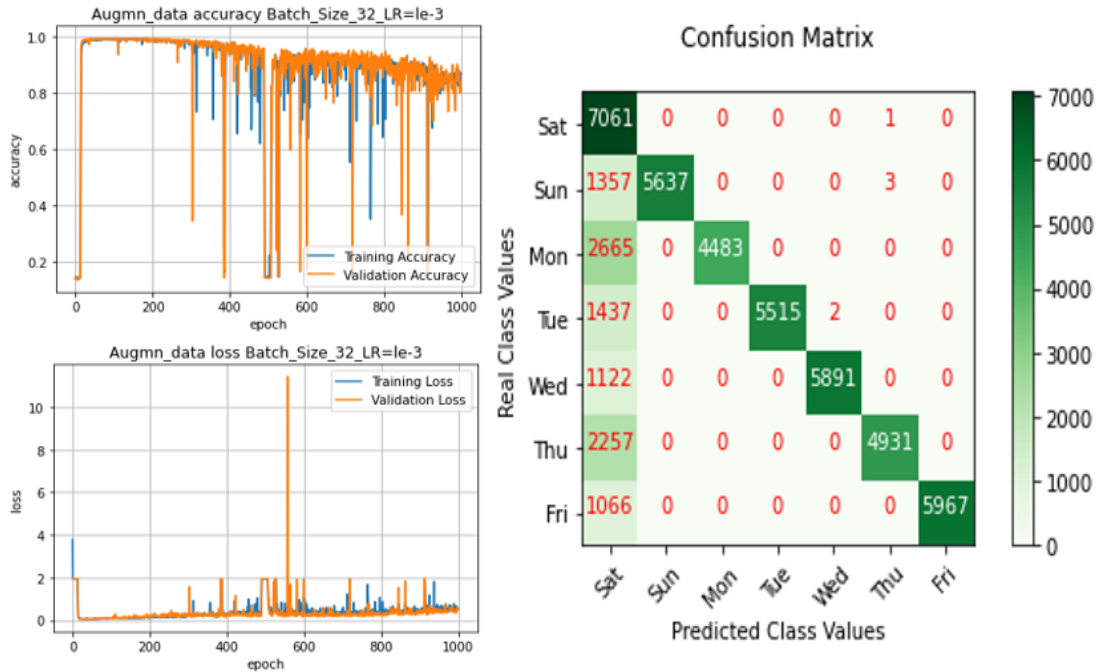 Augmn_data accuracy Batch_Size_32_LR=le-3
1.0
0.8
0.6
0.4
0.2
accuracy
Training Accuracy
Validation Accuracy
0 200 400 600 800 1000
epoch
Augmn_data loss Batch_Size_32_LR=le-3
10
8
6
4
2
0
loss
Training Loss
Validation Loss
0 200 400 600 800 1000
epoch
Confusion Matrix
Real Class Values
Sat 7061 0 0 0 0 1 0
Sun 1357 5637 0 0 0 3 0
Mon 2665 0 4483 0 0 0 0
Tue 1437 0 0 5515 2 0 0
Wed 1122 0 0 0 5891 0 0
Thu 2257 0 0 0 0 4931 0
Fri 1066 0 0 0 0 0 5967
Sat Sun Mon Tue Wed Thu Fri
Predicted Class Values
7000
6000
5000
4000
3000
2000
1000
0